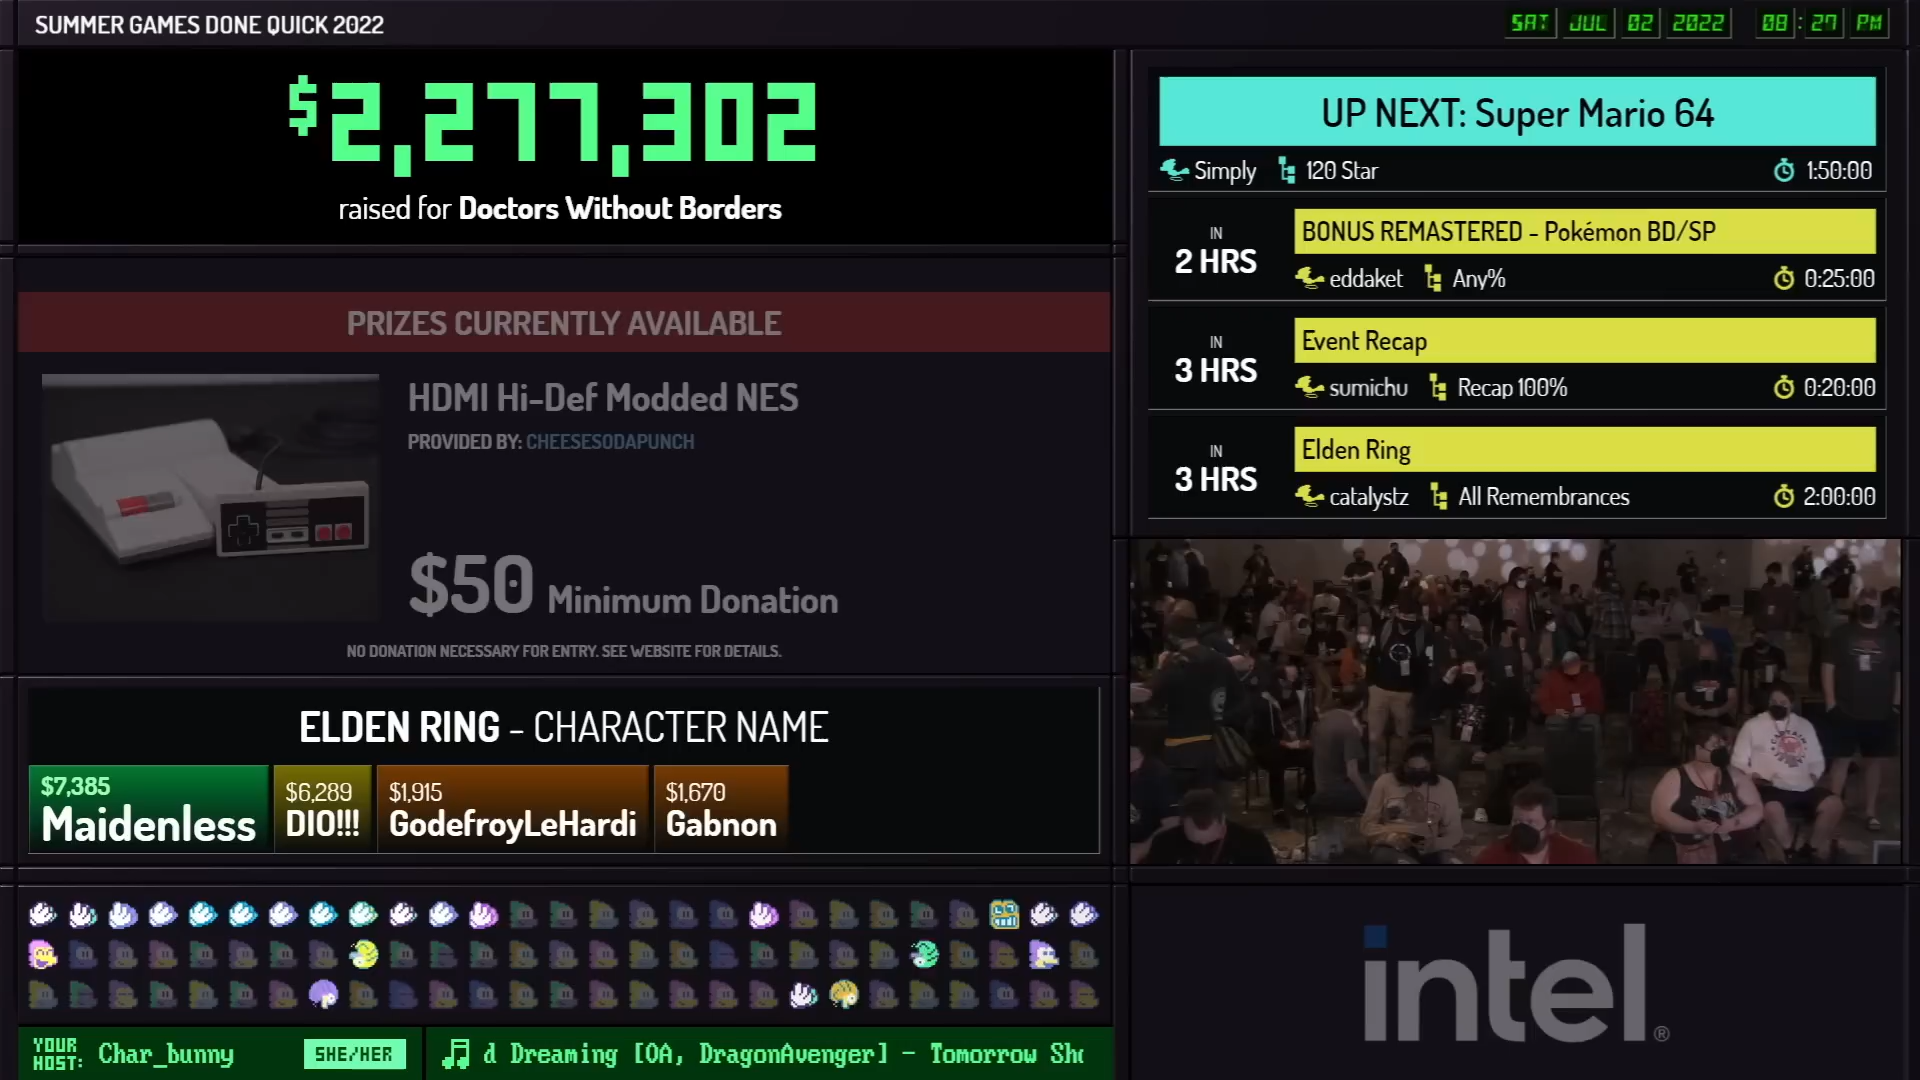 SUMMER GAMES DONE QUICK 2022
SAT JUL 02 2022 08:27 PM
$2,277,302
raised for Doctors Without Borders
PRIZES CURRENTLY AVAILABLE
HDMI Hi-Def Modded NES
PROVIDED BY: CHEESESODAPUNCH
$50 Minimum Donation
NO DONATION NECESSARY FOR ENTRY. SEE WEBSITE FOR DETAILS.
ELDEN RING - CHARACTER NAME
$7,385
Maidenless
$6,289
DIO!!!
$1,915
GodefroyLeHardi
$1,670
Gabnon
YOUR HOST: Char_bunny SHE/HER
d Dreaming [OA, DragonAvenger] - Tomorrow Sho
UP NEXT: Super Mario 64
Simply 120 Star 1:50:00
IN
2 HRS
BONUS REMASTERED - Pokémon BD/SP
eddaket Any% 0:25:00
IN
3 HRS
Event Recap
sumichu Recap 100% 0:20:00
IN
3 HRS
Elden Ring
catalystz All Remembrances 2:00:00
intel®